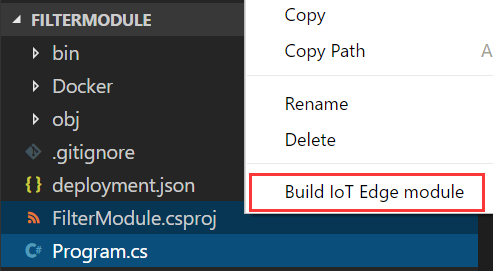 FILTERMODULE
bin
Docker
obj
.gitignore
{} deployment.json
FilterModule.csproj
C# Program.cs
Copy
Copy Path A
Rename
Delete
Build IoT Edge module